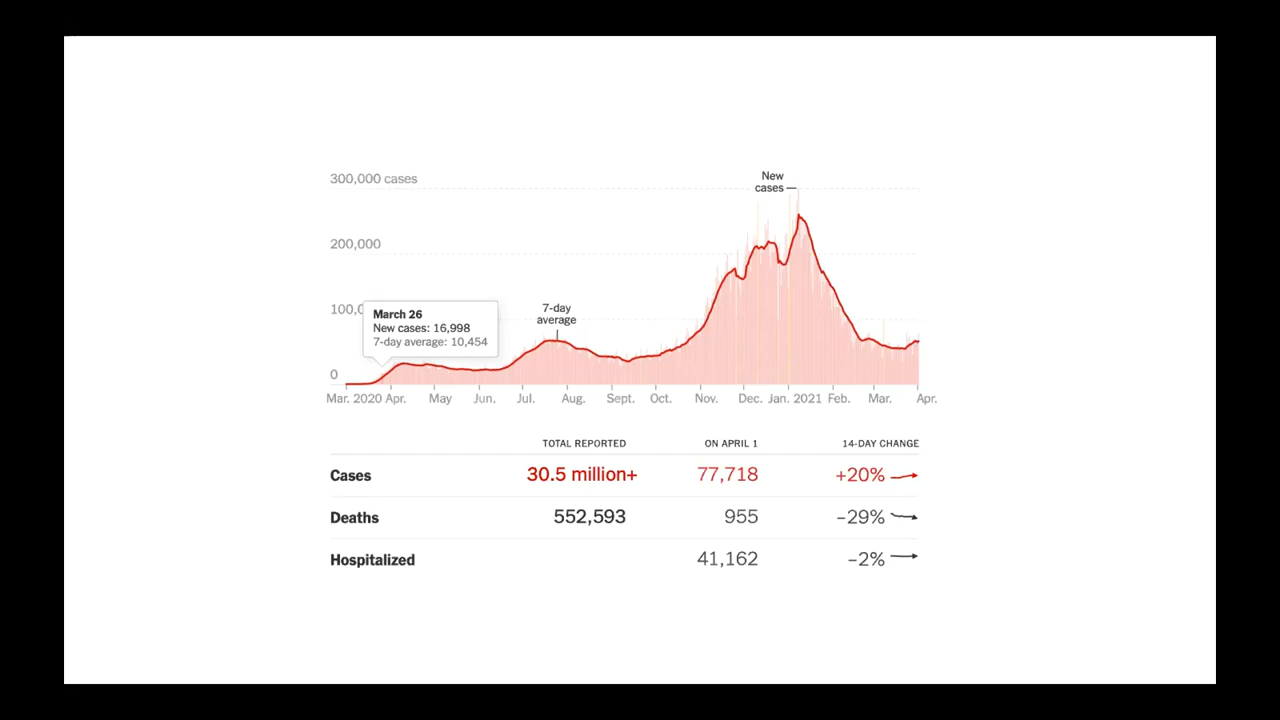 300,000 cases
New
cases
200,000
100,0
March 26
New cases: 16,998
7-day average: 10,454
7-day
average
0
Mar. 2020 Apr. May Jun. Jul. Aug. Sept. Oct. Nov. Dec. Jan. 2021 Feb. Mar. Apr.
TOTAL REPORTED ON APRIL 1 14-DAY CHANGE
Cases 30.5 million+ 77,718 +20%
Deaths 552,593 955 –29%
Hospitalized 41,162 –2%